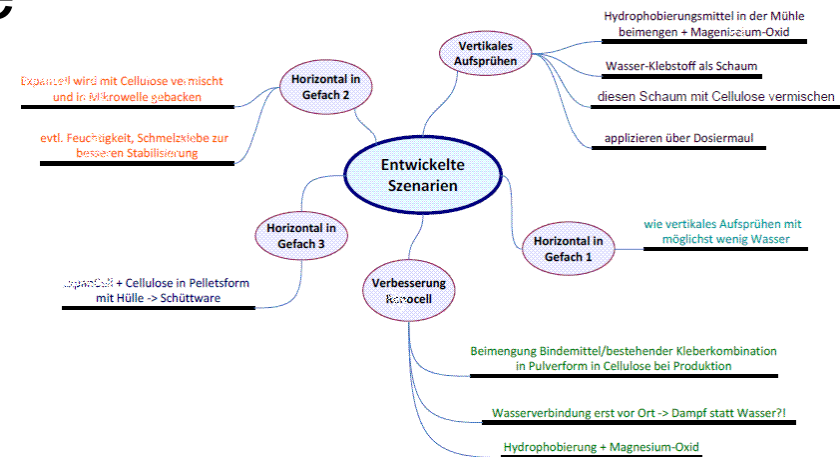 Hydrophobierungsmittel in der Mühle
beimengen + Magenisium-Oxid
Vertikales
Aufsprühen
Wasser-Klebstoff als Schaum
diesen Schaum mit Cellulose vermischen
applizieren über Dosiermaul
Horizontal in
Gefach 2
wird mit Cellulose vermischt
und in Mikrowelle gebacken
evtl. Feuchtigkeit, Schmelzklebe zur
besseren Stabilisierung
Entwickelte
Szenarien
Horizontal in
Gefach 3
+ Cellulose in Pelletsform
mit Hülle -> Schüttware
Horizontal in
Gefach 1
wie vertikales Aufsprühen mit
möglichst wenig Wasser
Verbesserung
Beimengung Bindemittel/bestehender Kleberkombination
in Pulverform in Cellulose bei Produktion
Wasserverbindung erst vor Ort -> Dampf statt Wasser?!
Hydrophobierung + Magnesium-Oxid